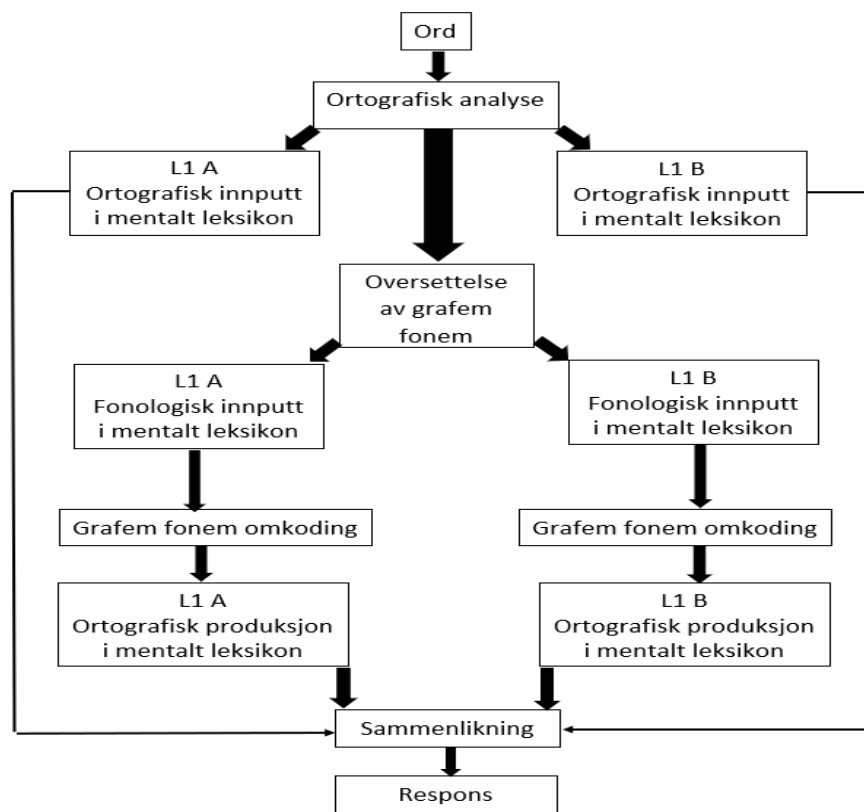 Ord
Ortografisk analyse
L1 A
Ortografisk innputt
i mentalt leksikon
L1 B
Ortografisk innputt
i mentalt leksikon
Oversettelse
av grafem
fonem
L1 A
Fonologisk innputt
i mentalt leksikon
L1 B
Fonologisk innputt
i mentalt leksikon
Grafem fonem omkoding
Grafem fonem omkoding
L1 A
Ortografisk produksjon
i mentalt leksikon
L1 B
Ortografisk produksjon
i mentalt leksikon
Sammenlikning
Respons